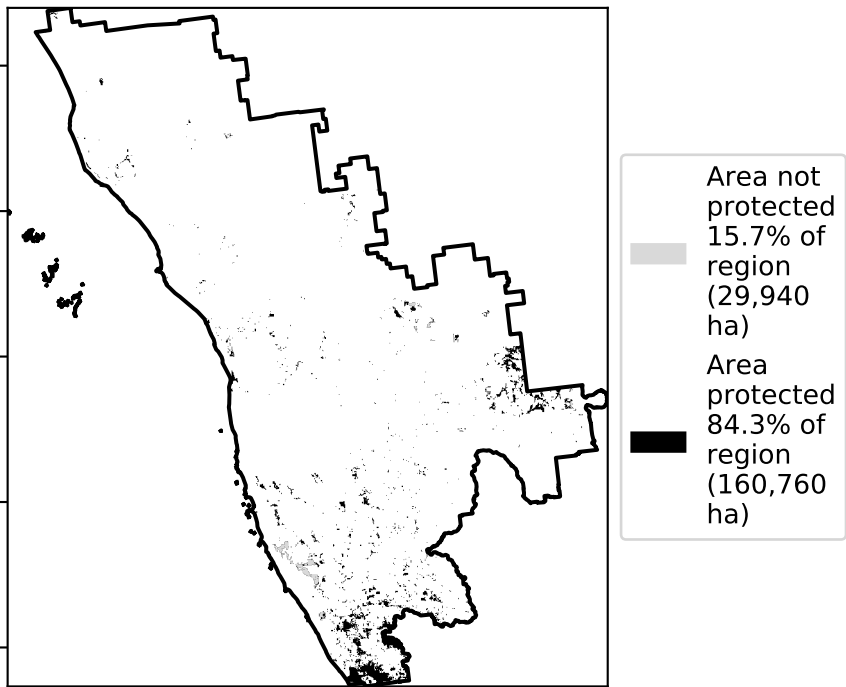 Area not
protected
15.7% of
region
(29,940
ha)
Area
protected
84.3% of
region
(160,760
ha)